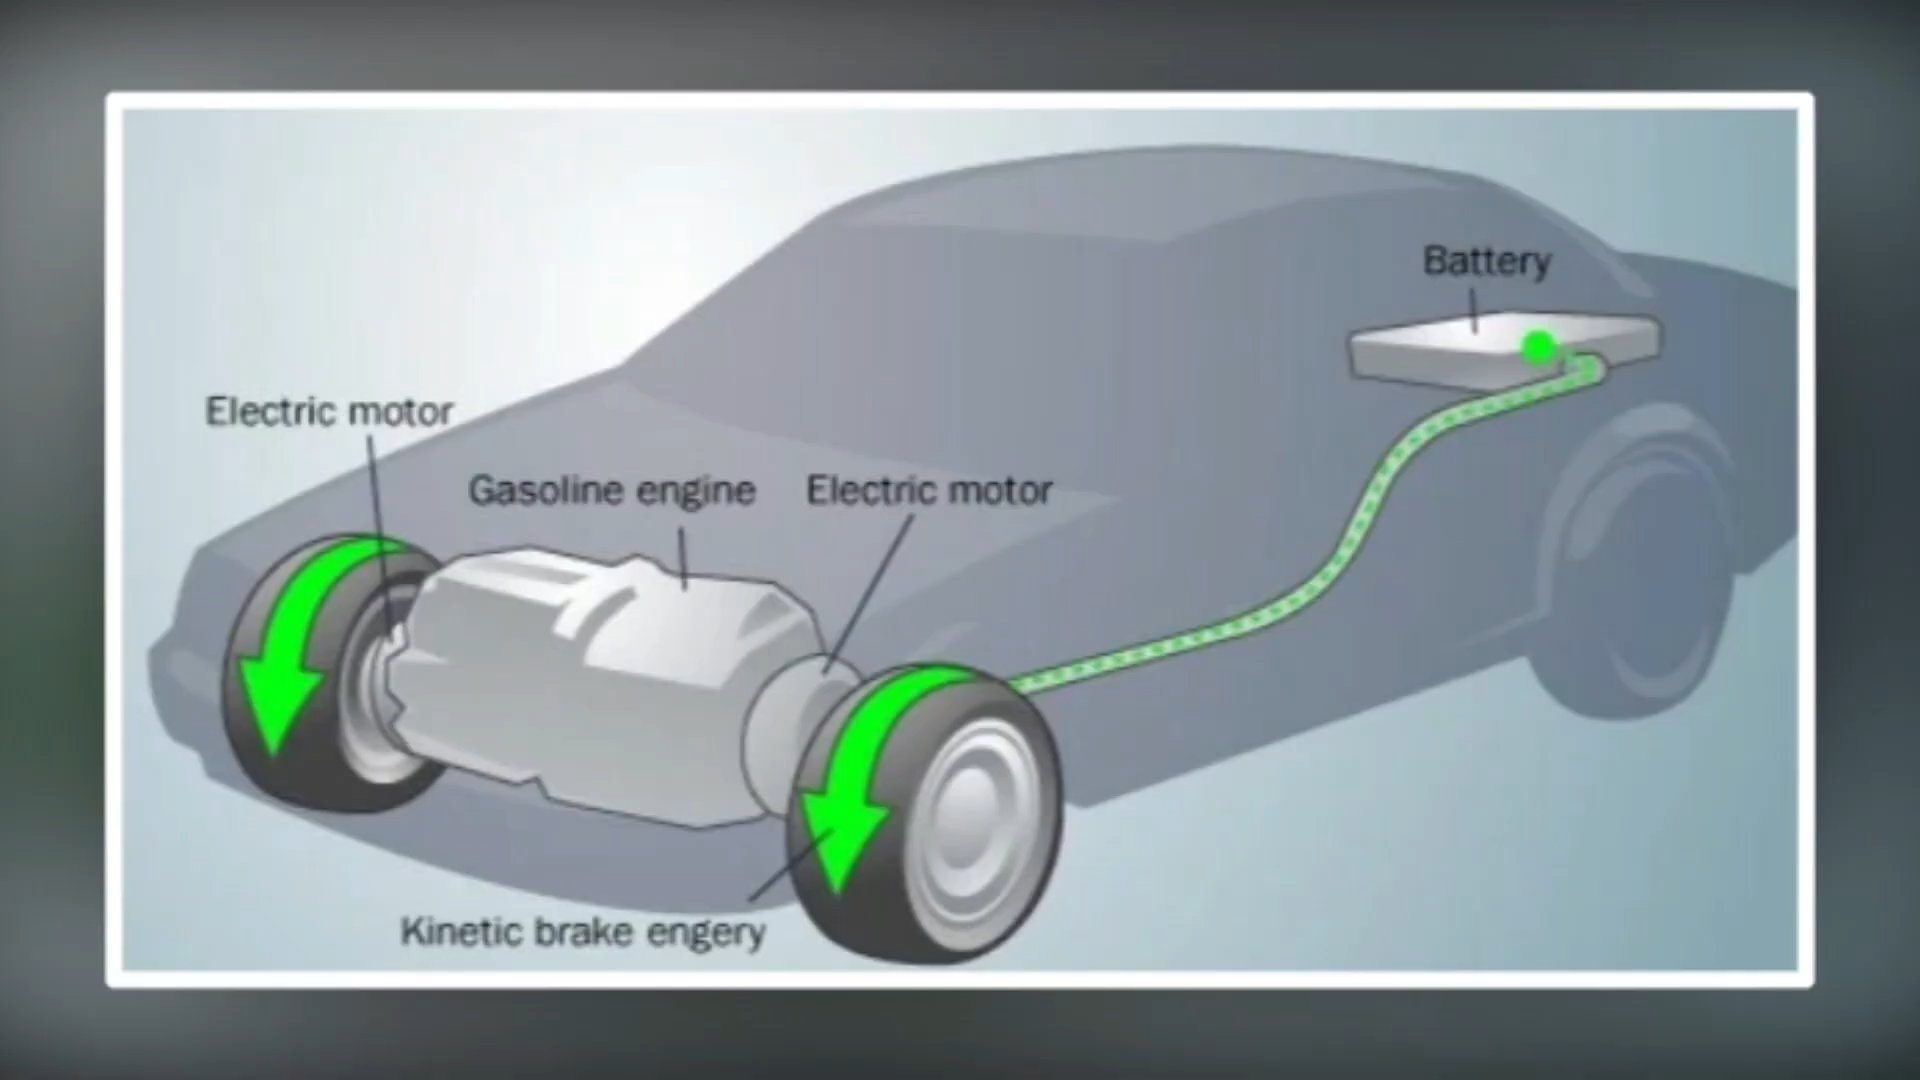 Battery
Electric motor
Gasoline engine
Electric motor
Kinetic brake engery